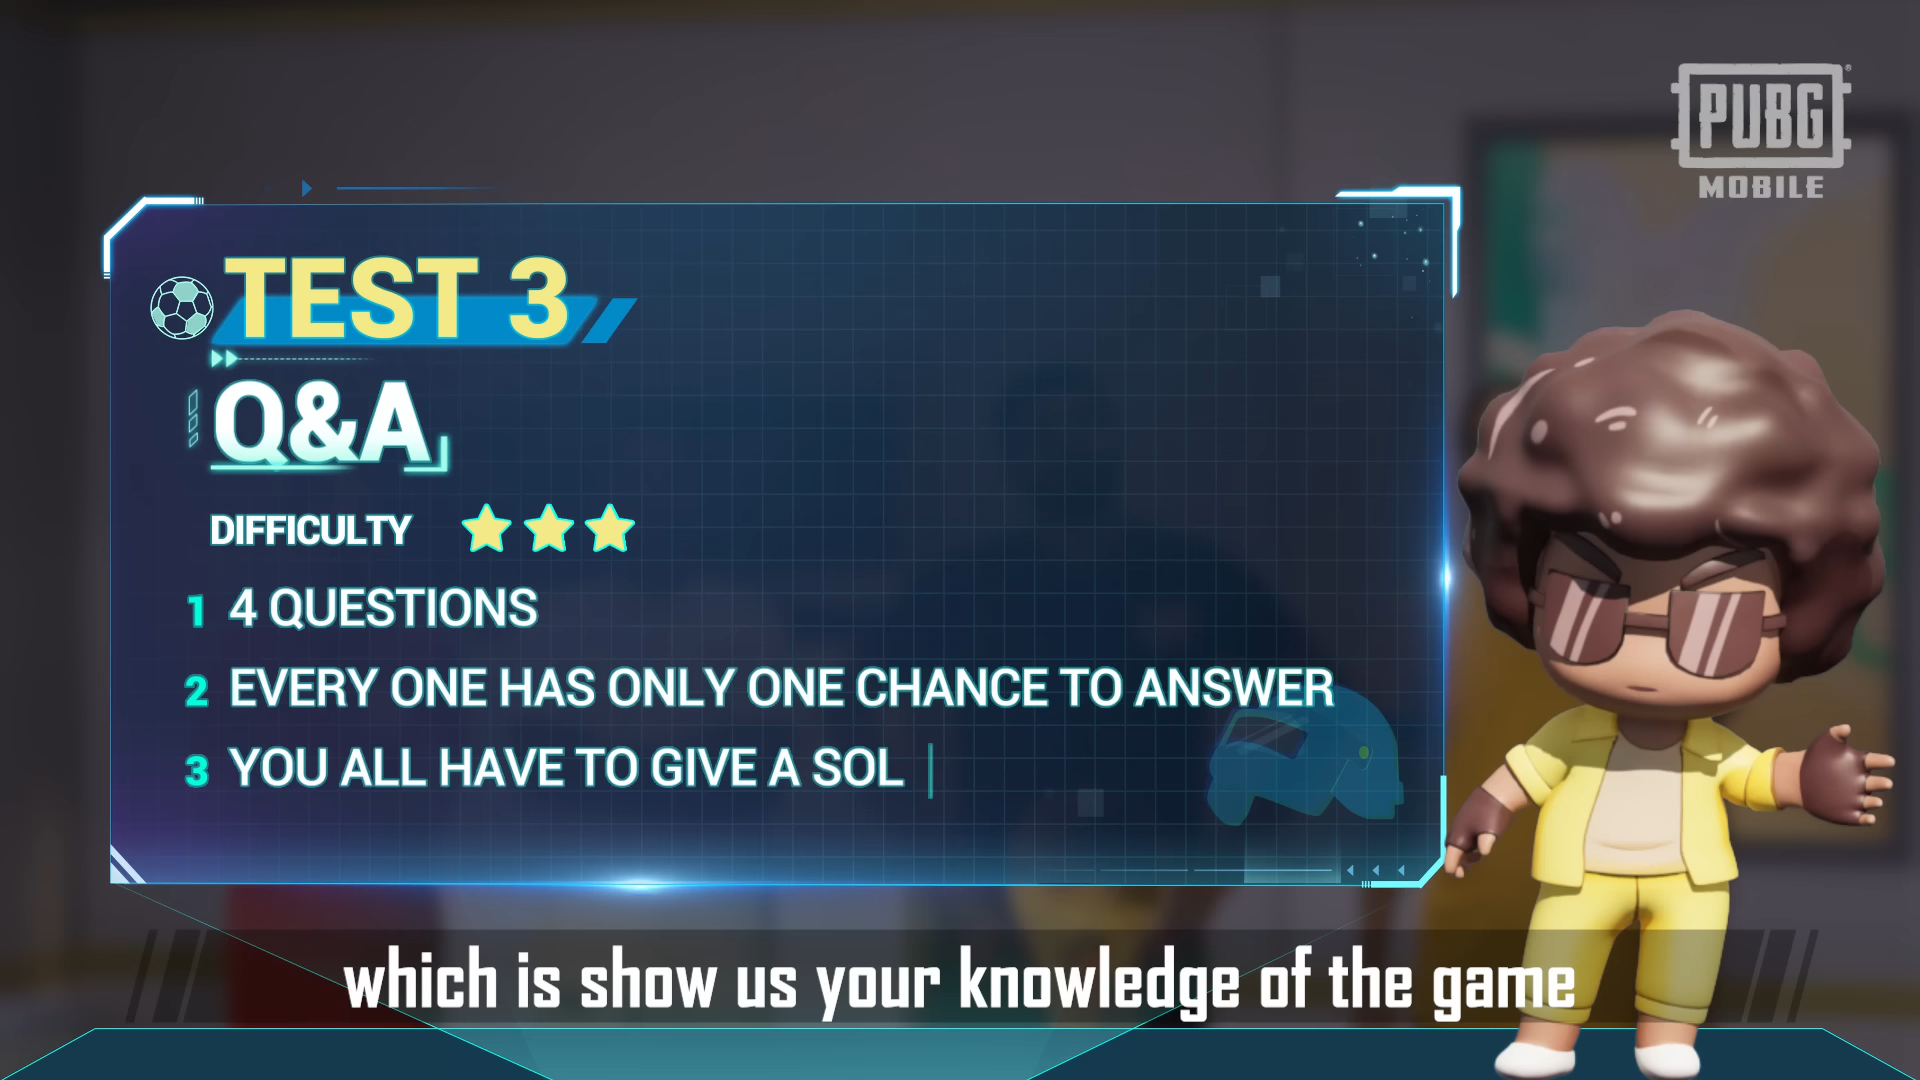 PUBG
MOBILE
TEST 3
Q&A
DIFFICULTY
1 4 QUESTIONS
2 EVERY ONE HAS ONLY ONE CHANCE TO ANSWER
3 YOU ALL HAVE TO GIVE A SOL
which is show us your knowledge of the game